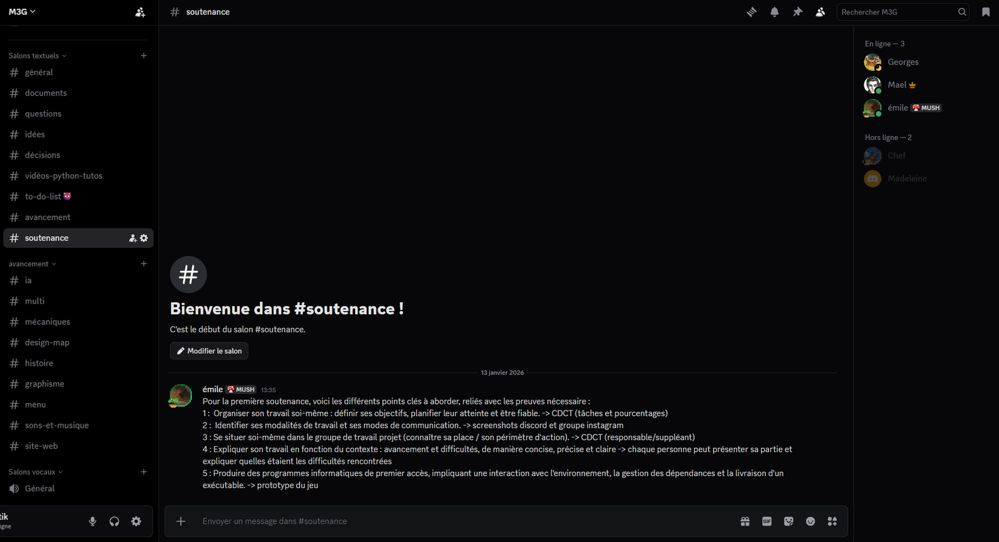 M3G
soutenance
Rechercher M3G
Salons textuels
général
documents
questions
idées
décisions
vidéos-python-tutos
to-do-list
avancement
soutenance
avancement
ia
multi
mécaniques
design-map
histoire
graphisme
menu
sons-et-musique
site-web
Salons vocaux
Général
tik
igne
Bienvenue dans #soutenance !
C'est le début du salon #soutenance.
Modifier le salon
13 janvier 2026
émile MUSH 13:35
Pour la première soutenance, voici les différents points clés à aborder, reliés avec les preuves nécessaire :
1 : Organiser son travail soi-même : définir ses objectifs, planifier leur atteinte et être fiable. -> CDCT (tâches et pourcentages)
2 : Identifier ses modalités de travail et ses modes de communication. -> screenshots discord et groupe instagram
3 : Se situer soi-même dans le groupe de travail projet (connaître sa place / son périmètre d'action). -> CDCT (responsable/suppléant)
4 : Expliquer son travail en fonction du contexte : avancement et difficultés, de manière concise, précise et claire -> chaque personne peut présenter sa partie et
expliquer quelles étaient les difficultés rencontrées
5 : Produire des programmes informatiques de premier accès, impliquant une interaction avec l'environnement, la gestion des dépendances et la livraison d'un
exécutable. -> prototype du jeu
Envoyer un message dans #soutenance
GIF
En ligne — 3
Georges
Mael
émile MUSH
Hors ligne — 2
Chef
Madeleine